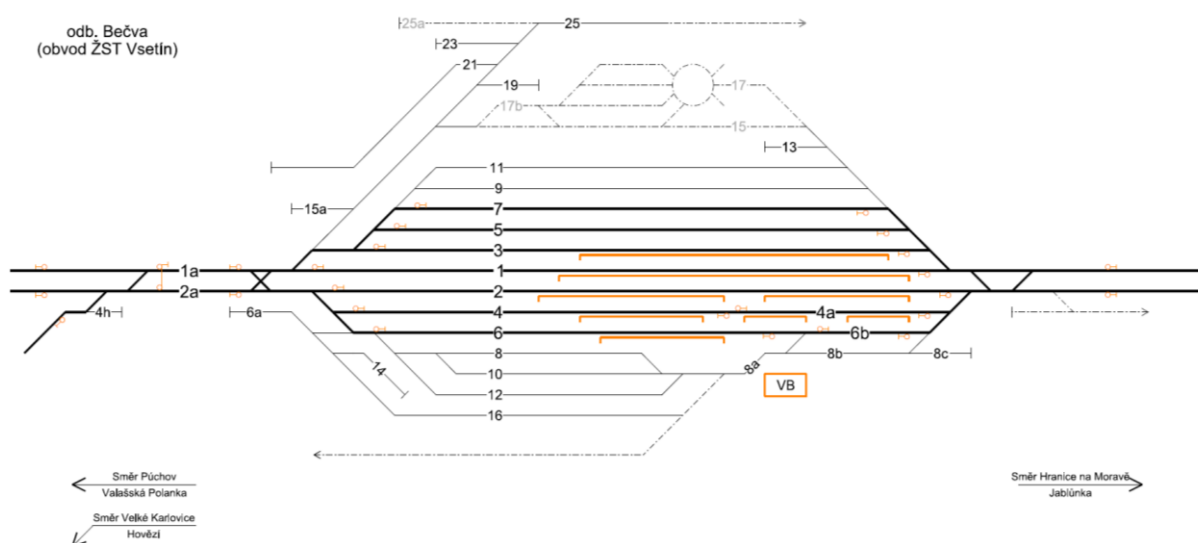 odb. Bečva
(obvod ŽST Vsetín)
25a
25
23
21
19
17b
17
15
13
11
9
15a
7
5
3
1a
1
2a
2
4h
6a
4
4a
6
6b
8
14
10
8a
8b
8c
12
VB
16
Směr Púchov
Valašská Polanka
Směr Velké Karlovice
Hovězí
Směr Hranice na Moravě
Jablůnka